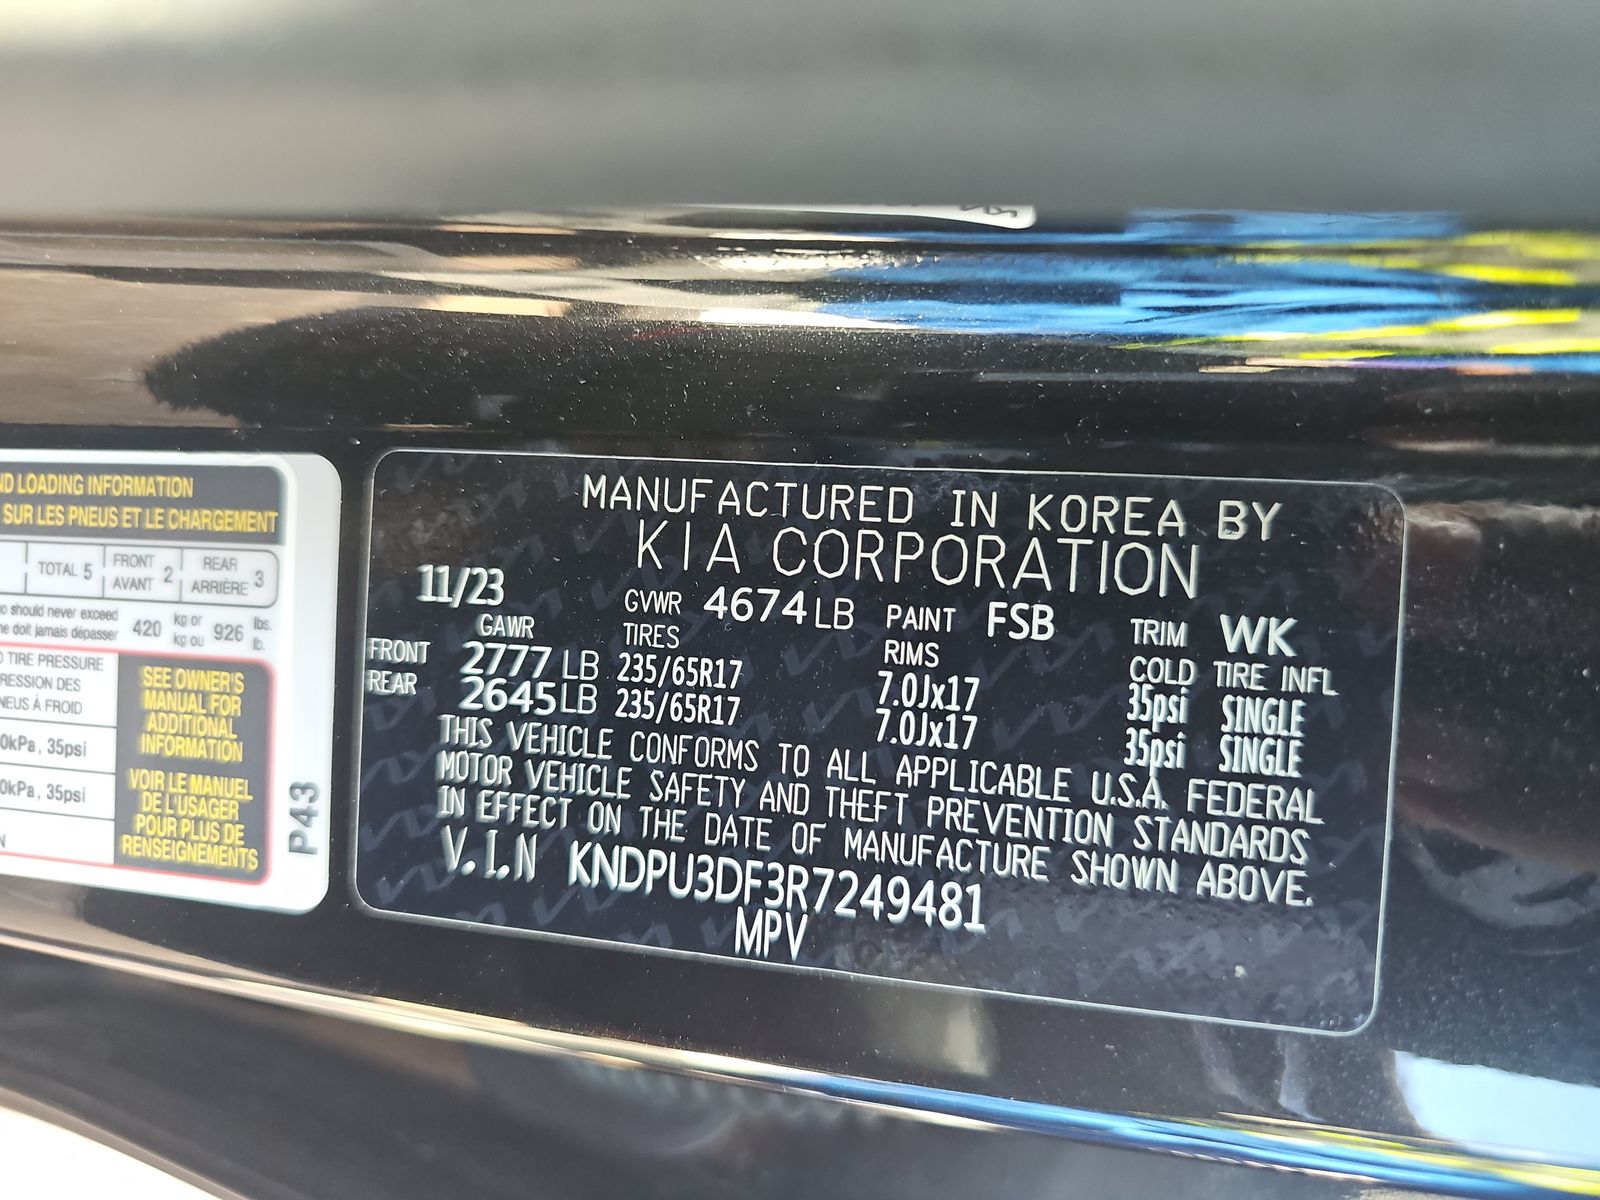 ND LOADING INFORMATION
SUR LES PNEUS ET LE CHARGEMENT
TOTAL 5 FRONT AVANT 2 REAR ARRIÈRE 3
should never exceed kg or lbs.
ne doit jamais dépasser 420 kg ou 926 lb.
TIRE PRESSURE
RESSION DES
NEUS À FROID
0kPa, 35psi
0kPa, 35psi
SEE OWNER'S
MANUAL FOR
ADDITIONAL
INFORMATION
VOIR LE MANUEL
DE L'USAGER
POUR PLUS DE
RENSEIGNEMENTS
P43
MANUFACTURED IN KOREA BY
KIA CORPORATION
11/23 GVWR 4674 LB PAINT FSB TRIM WK
GAWR TIRES RIMS COLD TIRE INFL
FRONT 2777 LB 235/65R17 7.0Jx17 35psi SINGLE
REAR 2645 LB 235/65R17 7.0Jx17 35psi SINGLE
THIS VEHICLE CONFORMS TO ALL APPLICABLE U.S.A. FEDERAL
MOTOR VEHICLE SAFETY AND THEFT PREVENTION STANDARDS
IN EFFECT ON THE DATE OF MANUFACTURE SHOWN ABOVE.
V.I.N KNDPU3DF3R7249481
MPV